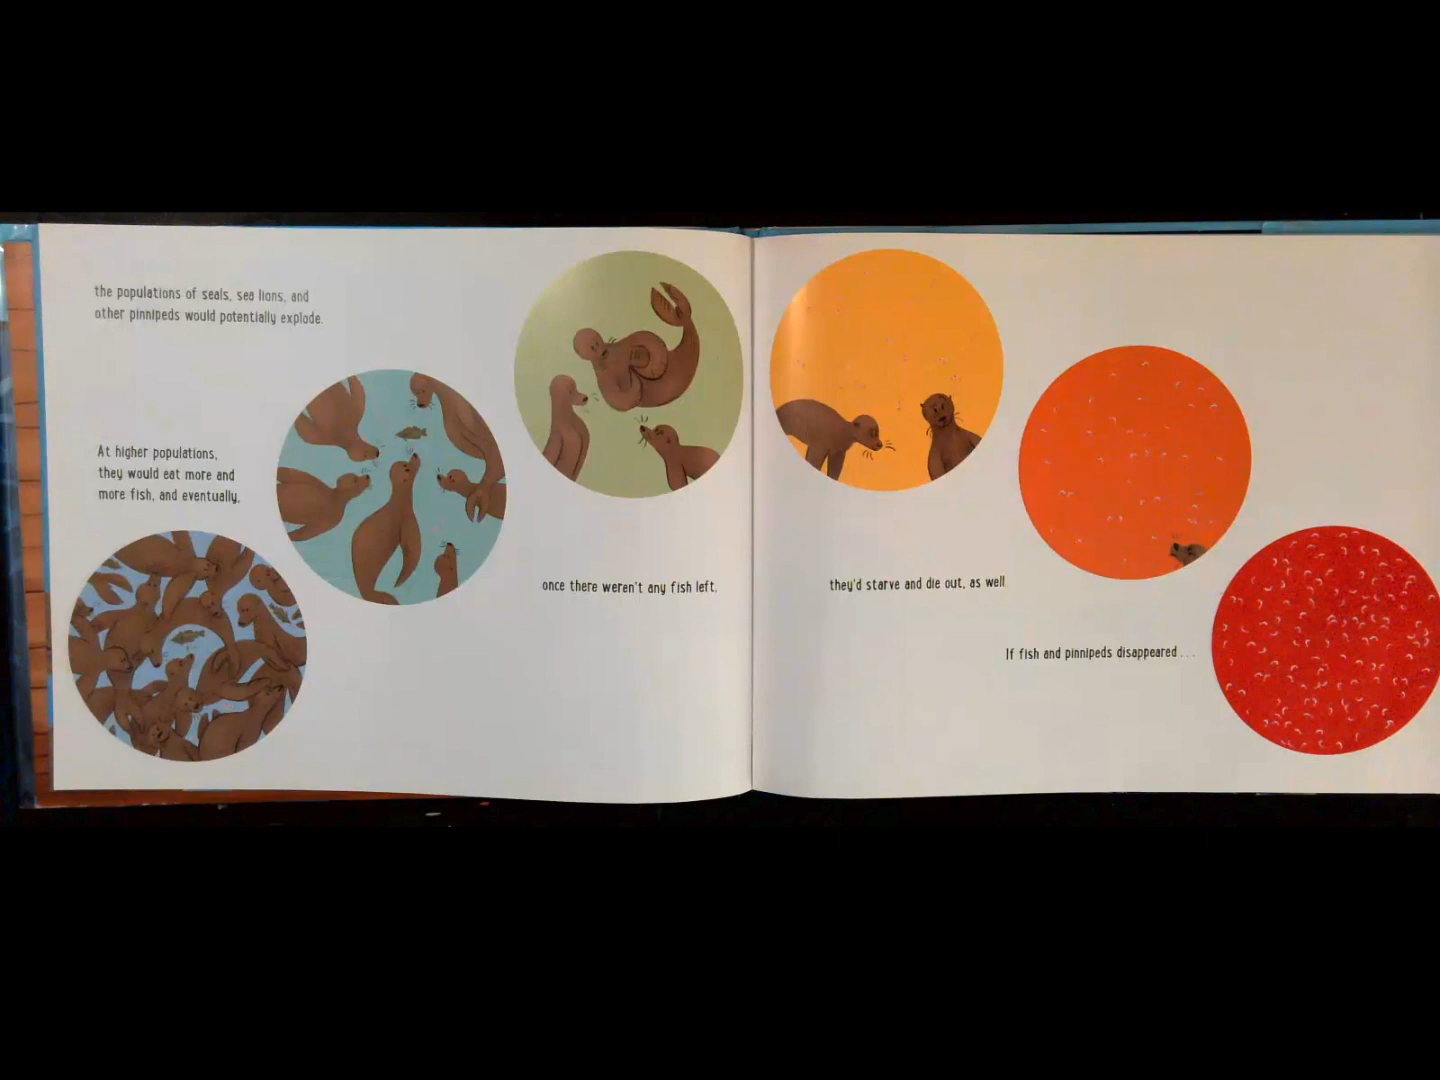 the populations of seals, sea lions, and
other pinnipeds would potentially explode.
At higher populations,
they would eat more and
more fish, and eventually,
once there weren't any fish left,
they'd starve and die out, as well.
If fish and pinnipeds disappeared . . .